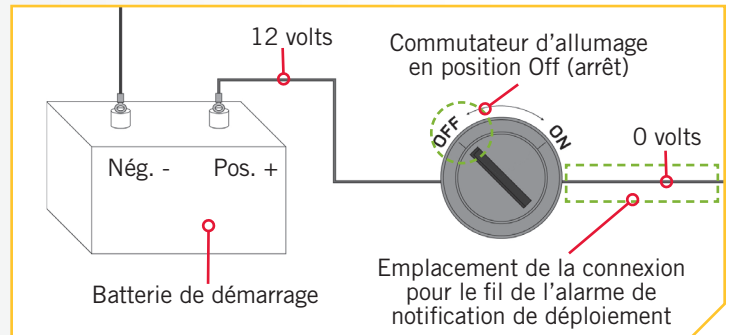 12 volts
Commutateur d'allumage
en position Off (arrêt)
OFF
ON
0 volts
Nég. -
Pos. +
Batterie de démarrage
Emplacement de la connexion
pour le fil de l'alarme de
notification de déploiement